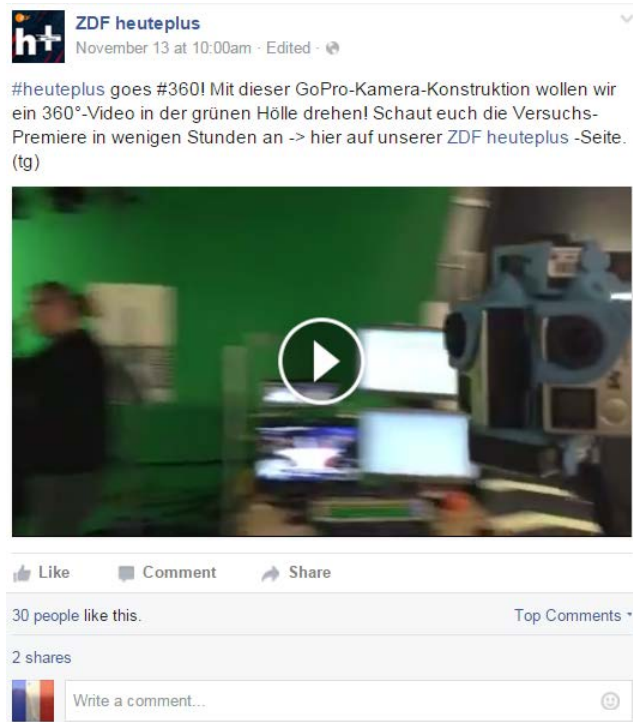 h+
ZDF heuteplus
November 13 at 10:00am · Edited ·
#heuteplus goes #360! Mit dieser GoPro-Kamera-Konstruktion wollen wir
ein 360°-Video in der grünen Hölle drehen! Schaut euch die Versuchs-
Premiere in wenigen Stunden an -> hier auf unserer ZDF heuteplus -Seite.
(tg)
Like Comment Share
30 people like this. Top Comments
2 shares
Write a comment...